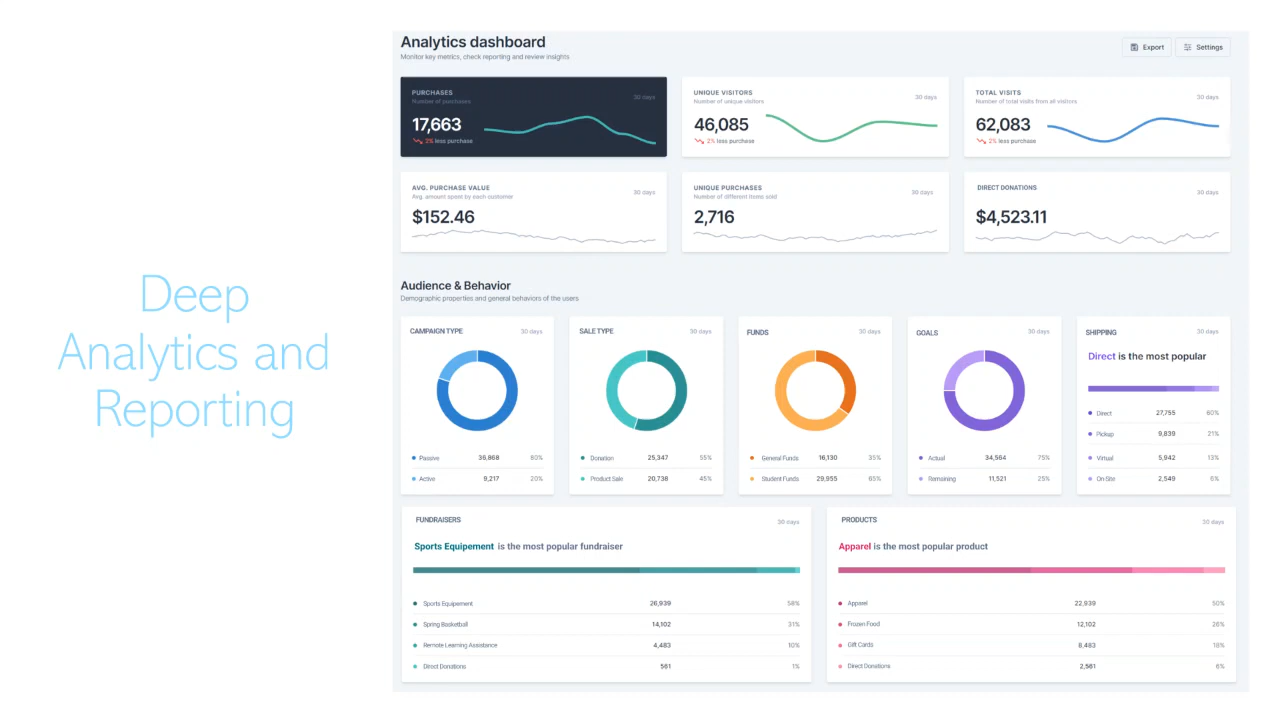 Deep
Analytics and
Reporting
Analytics dashboard
Monitor key metrics, check reporting and review insights
Export
Settings
PURCHASES
Number of purchases
30 days
17,663
2% less purchase
UNIQUE VISITORS
Number of unique visitors
30 days
46,085
2% less purchase
TOTAL VISITS
Number of total visits from all visitors
30 days
62,083
2% less purchase
AVG. PURCHASE VALUE
Avg. amount spent by each customer
30 days
$152.46
UNIQUE PURCHASES
Number of different items sold
30 days
2,716
DIRECT DONATIONS
30 days
$4,523.11
Audience & Behavior
Demographic properties and general behaviors of the users
CAMPAIGN TYPE 30 days
Passive 36,868 80%
Active 9,217 20%
SALE TYPE 30 days
Donation 25,347 55%
Product Sale 20,738 45%
FUNDS 30 days
General Funds 16,130 35%
Student Funds 29,955 65%
GOALS 30 days
Actual 34,564 75%
Remaining 11,521 25%
SHIPPING 30 days
Direct is the most popular
Direct 27,755 60%
Pickup 9,839 21%
Virtual 5,942 13%
On-Site 2,549 6%
FUNDRAISERS 30 days
Sports Equipement is the most popular fundraiser
Sports Equipement 26,939 58%
Spring Basketball 14,102 31%
Remote Learning Assistance 4,483 10%
Direct Donations 561 1%
PRODUCTS 30 days
Apparel is the most popular product
Apparel 22,939 50%
Frozen Food 12,102 26%
Gift Cards 8,483 18%
Direct Donations 2,561 6%